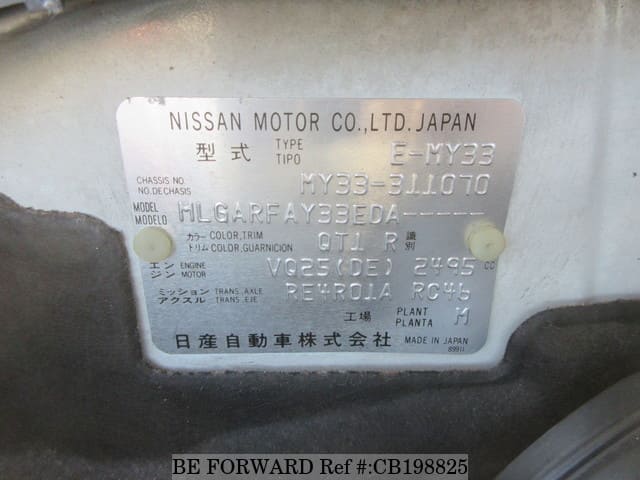 NISSAN MOTOR CO.,LTD.JAPAN
型式 TYPE TIPO E-MY33
CHASSIS NO. NO.DECHASIS MY33-311070
MODEL MODELO HLGARFAY33EDA-----
カラートリム COLOR,TRIM COLOR,GUARNICION QT1 R 識別
エンジン ENGINE MOTOR VQ25(DE) 2495 CC
ミッションアクスル TRANS.AXLE TRANS.EJE RE4R01A RC46
工場 PLANT PLANTA M
日産自動車株式会社 MADE IN JAPAN
89911
BE FORWARD Ref #:CB198825